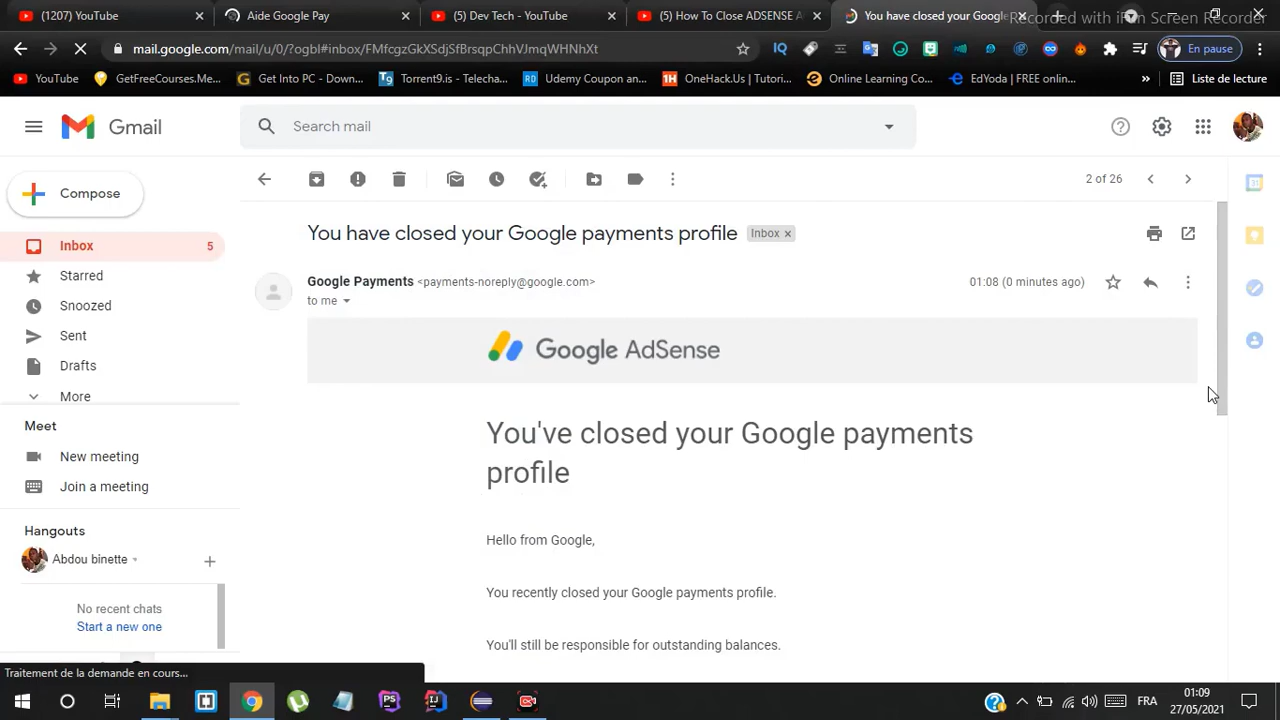 (1207) YouTube
Aide Google Pay
(5) Dev Tech - YouTube
(5) How To Close ADSENSE A
You have closed your Google
Recorded with iFun Screen Recorder
mail.google.com/mail/u/0/?ogbl#inbox/FMfcgzGkXSdjSfBrsqpChhVJmqWHNhXt
En pause
YouTube
GetFreeCourses.Me...
Get Into PC - Down...
Torrent9.is - Telecha...
Udemy Coupon an...
OneHack.Us | Tutori...
Online Learning Co...
EdYoda | FREE onlin...
Liste de lecture
Gmail
Search mail
Compose
2 of 26
Inbox
5
Starred
Snoozed
Sent
Drafts
More
Meet
New meeting
Join a meeting
Hangouts
Abdou binette
No recent chats
Start a new one
You have closed your Google payments profile
Inbox x
Google Payments <payments-noreply@google.com>
01:08 (0 minutes ago)
to me
Google AdSense
You've closed your Google payments
profile
Hello from Google,
You recently closed your Google payments profile.
You'll still be responsible for outstanding balances.
Traitement de la demande en cours...
FRA
01:09
27/05/2021